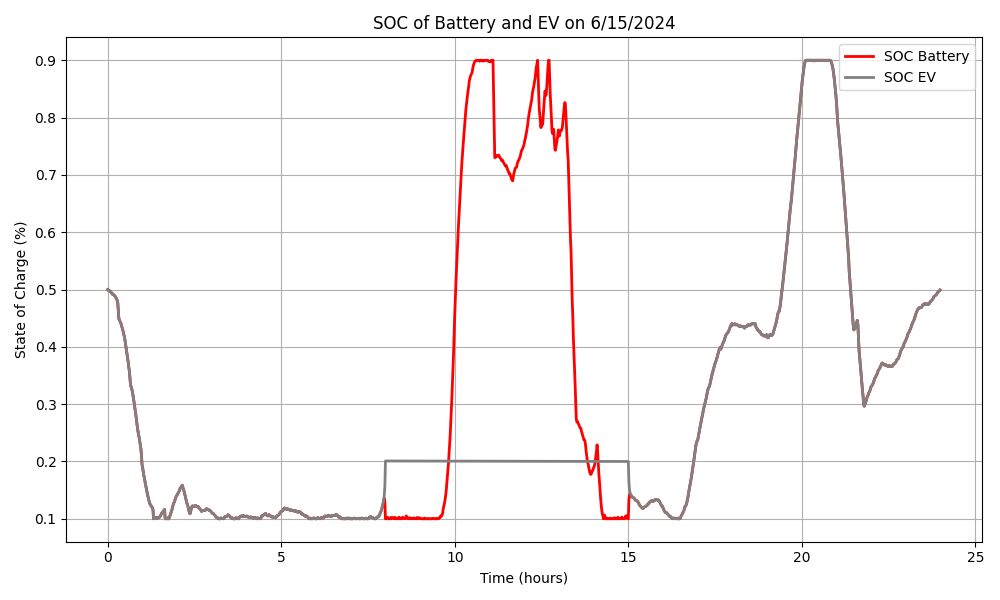 SOC of Battery and EV on 6/15/2024
SOC Battery
SOC EV
State of Charge (%)
0.9
0.8
0.7
0.6
0.5
0.4
0.3
0.2
0.1
0 5 10 15 20 25
Time (hours)